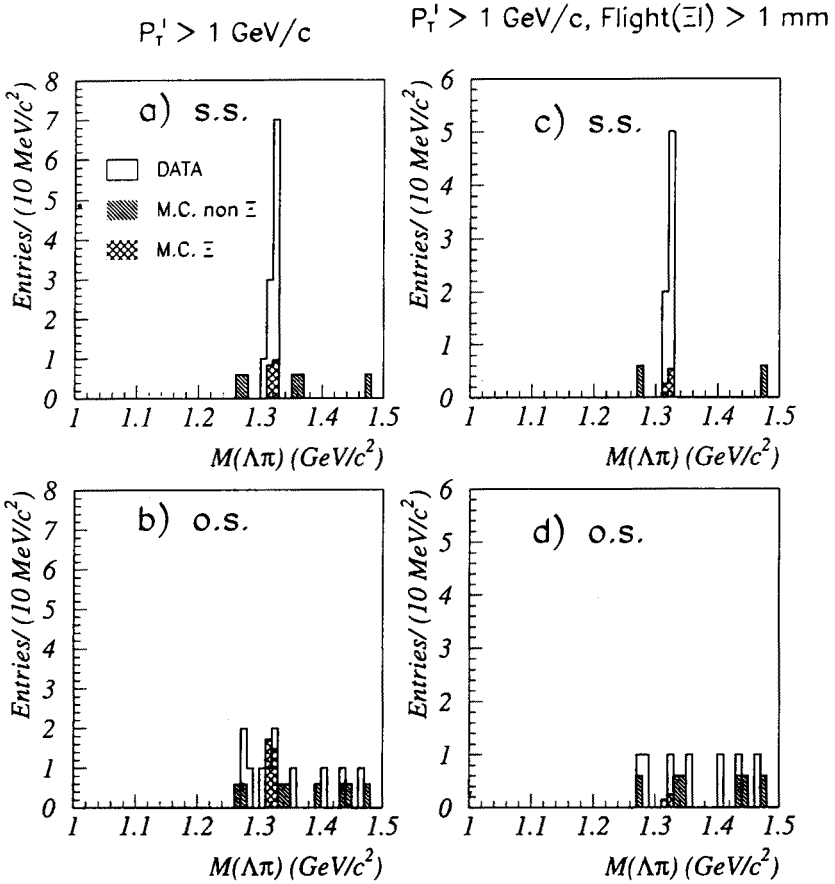 P_T^l > 1 GeV/c
P_T^l > 1 GeV/c, Flight(Ξl) > 1 mm
Entries/ (10 MeV/c²)
8
7
6
5
4
3
2
1
0
a) s.s.
DATA
M.C. non Ξ
M.C. Ξ
1 1.1 1.2 1.3 1.4 1.5
M(Λπ) (GeV/c²)
Entries/ (10 MeV/c²)
6
5
4
3
2
1
0
c) s.s.
1 1.1 1.2 1.3 1.4 1.5
M(Λπ) (GeV/c²)
Entries/ (10 MeV/c²)
8
7
6
5
4
3
2
1
0
b) o.s.
1 1.1 1.2 1.3 1.4 1.5
M(Λπ) (GeV/c²)
Entries/ (10 MeV/c²)
6
5
4
3
2
1
0
d) o.s.
1 1.1 1.2 1.3 1.4 1.5
M(Λπ) (GeV/c²)